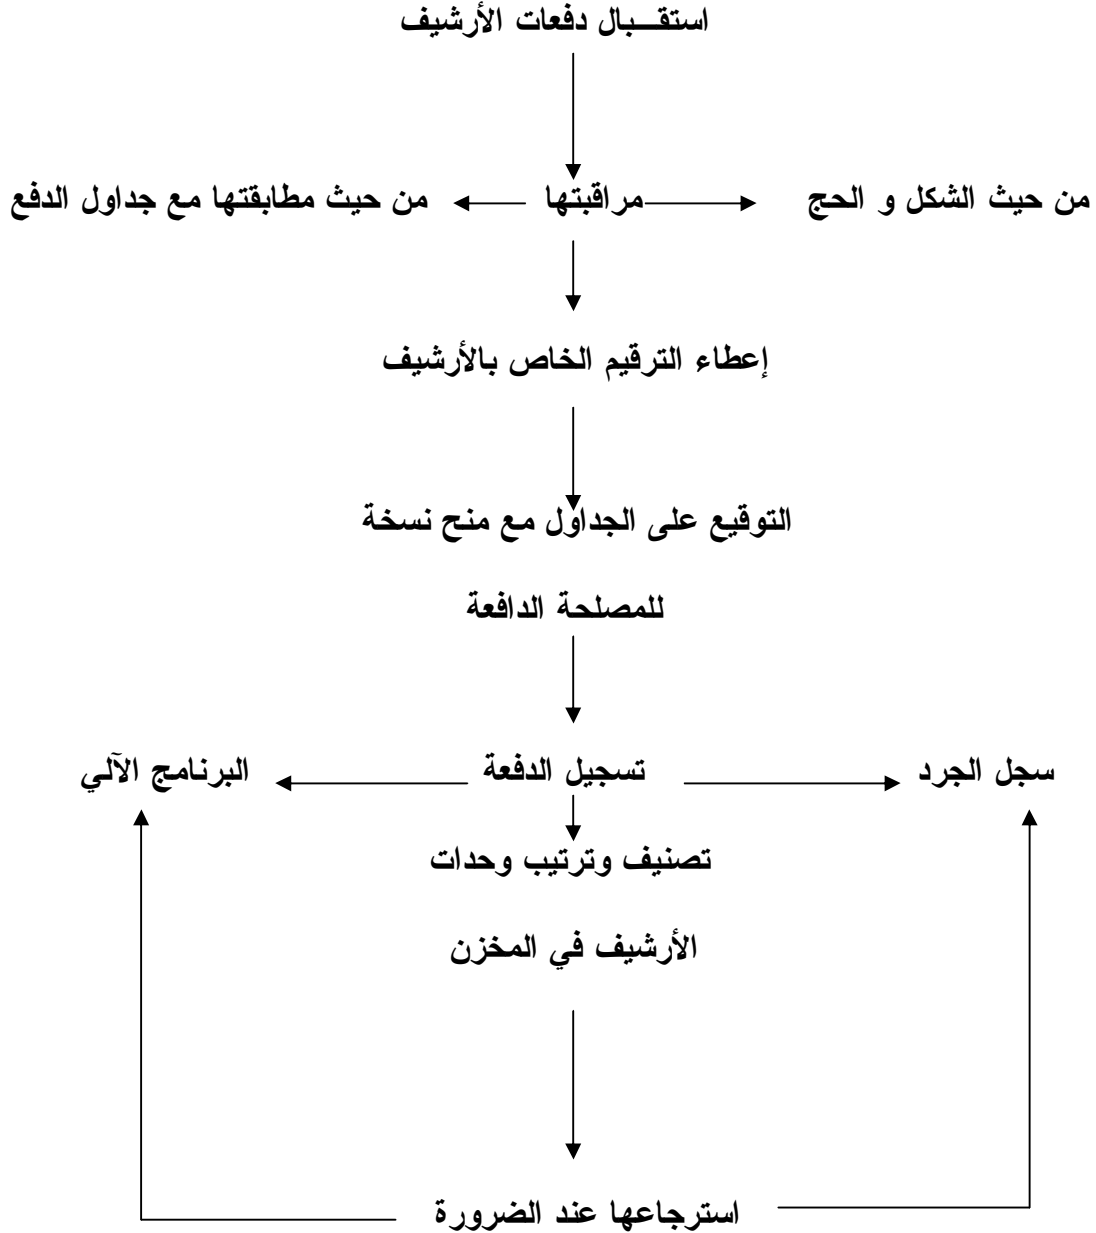 استقـــبال دفعات الأرشيف
من حيث الشكل و الحج
مراقبتها
من حيث مطابقتها مع جداول الدفع
إعطاء الترقيم الخاص بالأرشيف
التوقيع على الجداول مع منح نسخة
للمصلحة الدافعة
سجل الجرد
تسجيل الدفعة
البرنامج الآلي
تصنيف وترتيب وحدات
الأرشيف في المخزن
استرجاعها عند الضرورة